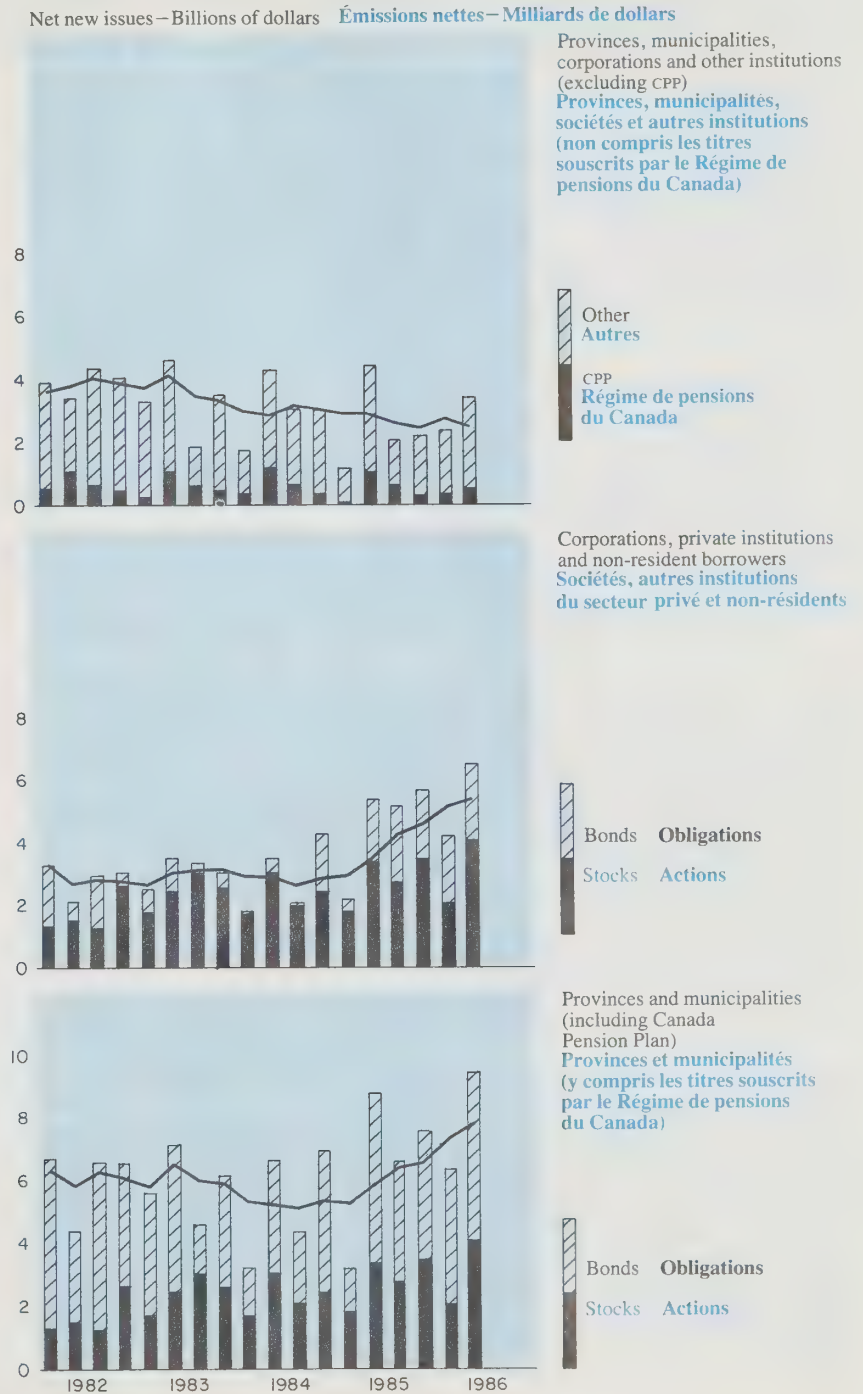 Net new issues–Billions of dollars Émissions nettes–Milliards de dollars
Provinces, municipalities,
corporations and other institutions
(excluding CPP)
Provinces, municipalités,
sociétés et autres institutions
(non compris les titres
souscrits par le Régime de
pensions du Canada)
8
6
4
2
0
Other
Autres
CPP
Régime de pensions
du Canada
Corporations, private institutions
and non-resident borrowers
Sociétés, autres institutions
du secteur privé et non-résidents
8
6
4
2
0
Bonds Obligations
Stocks Actions
Provinces and municipalities
(including Canada
Pension Plan)
Provinces et municipalités
(y compris les titres souscrits
par le Régime de pensions
du Canada)
10
8
6
4
2
0
Bonds Obligations
Stocks Actions
1982 1983 1984 1985 1986